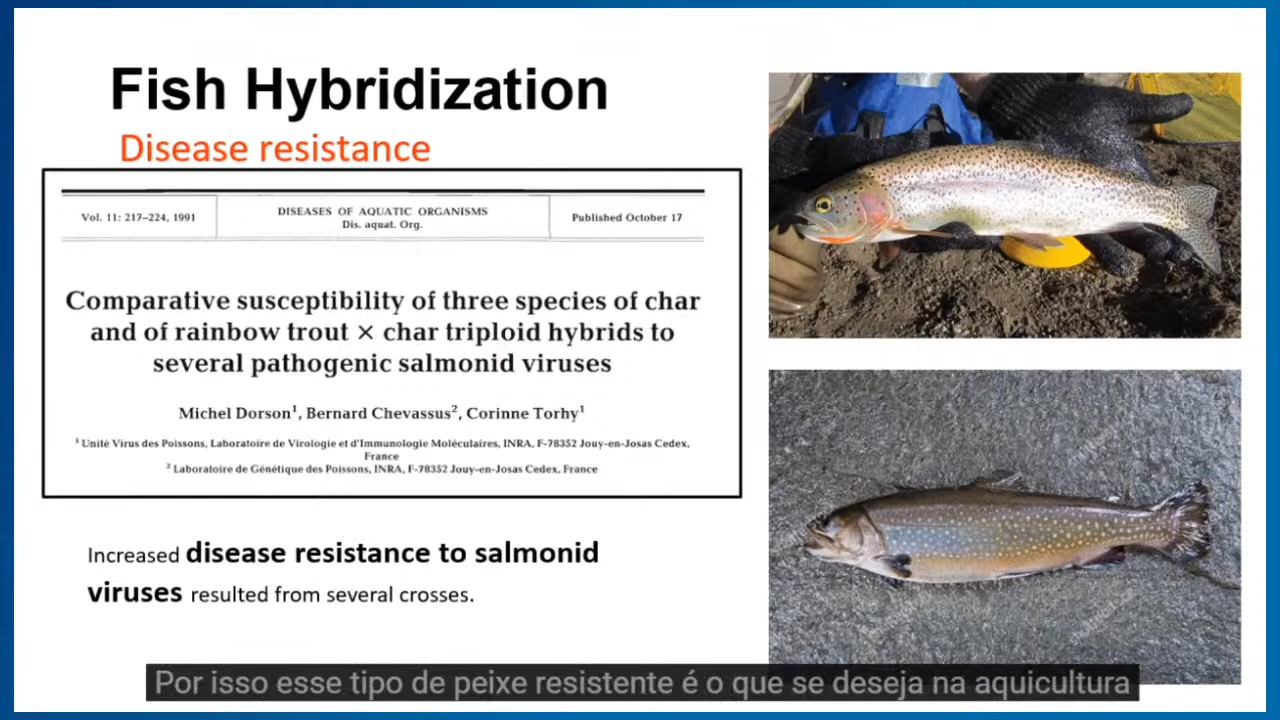 Fish Hybridization
Disease resistance
Vol. 11: 217–224, 1991
DISEASES OF AQUATIC ORGANISMS
Dis. aquat. Org.
Published October 17
Comparative susceptibility of three species of char
and of rainbow trout × char triploid hybrids to
several pathogenic salmonid viruses
Michel Dorson¹, Bernard Chevassus², Corinne Torhy¹
¹ Unité Virus des Poissons, Laboratoire de Virologie et d'Immunologie Moléculaires, INRA, F-78352 Jouy-en-Josas Cedex,
France
² Laboratoire de Génétique des Poissons, INRA, F-78352 Jouy-en-Josas Cedex, France
Increased disease resistance to salmonid
viruses resulted from several crosses.
Por isso esse tipo de peixe resistente é o que se deseja na aquicultura